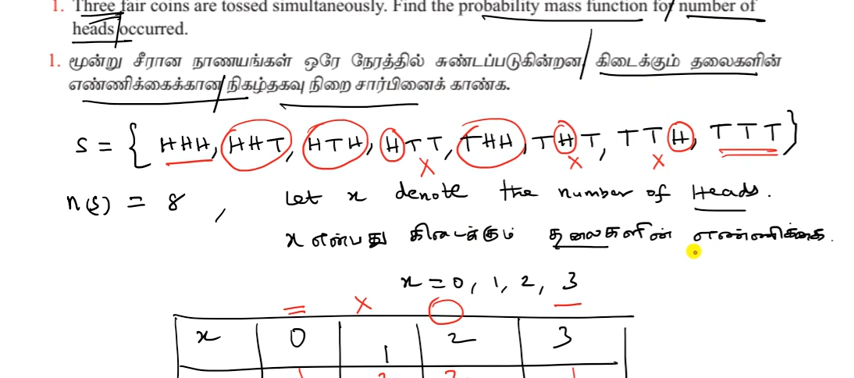 1. Three fair coins are tossed simultaneously. Find the probability mass function for number of
heads occurred.
1. மூன்று சீரான நாணயங்கள் ஒரே நேரத்தில் சுண்டப்படுகின்றன கிடைக்கும் தலைகளின்
எண்ணிக்கைக்கான நிகழ்தகவு நிறை சார்பினைக் காண்க.
S = { HHH, HHT, HTH, HTT, THH, THT, TTH, TTT }
n(S) = 8 , Let x denote the number of Heads.
x என்பது கிடைக்கும் தலைகளின் எண்ணிக்கை.
x = 0, 1, 2, 3
x 0 1 2 3